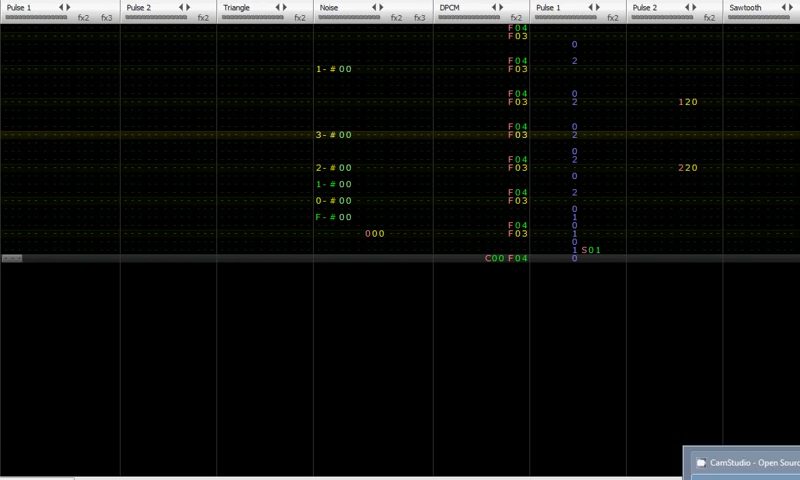 Pulse 1 Pulse 2 Triangle Noise DPCM Pulse 1 Pulse 2 Sawtooth
fx2 fx3 fx2 fx2 fx2 fx3 fx2 fx2 fx2
F04
F03
0
2
1-# 00 F03
F04 0
F03 2 120
F04 0
3-# 00 F03 2
0
F04 2
2-# 00 F03 220
0
1-# 00
F04 2
0-# 00 F03
0
F-# 00 1
F04 0
000 F03 1
0
1 S01
C00 F04 0
CamStudio - Open Sourc